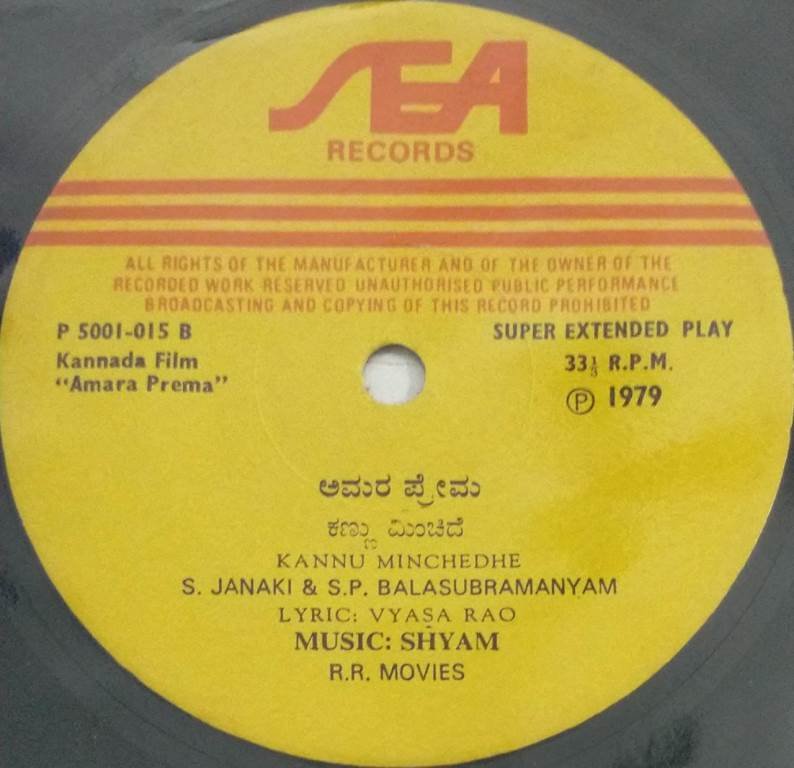 SEA
RECORDS
ALL RIGHTS OF THE MANUFACTURER AND OF THE OWNER OF THE
RECORDED WORK RESERVED UNAUTHORISED PUBLIC PERFORMANCE
BROADCASTING AND COPYING OF THIS RECORD PROHIBITED
P 5001-015 B
Kannada Film
“Amara Prema”
SUPER EXTENDED PLAY
33⅓ R.P.M.
Ⓟ 1979
ಅಮರ ಪ್ರೇಮ
ಕಣ್ಣು ಮಿಂಚಿದೆ
KANNU MINCHEDHE
S. JANAKI & S.P. BALASUBRAMANYAM
LYRIC: VYASA RAO
MUSIC: SHYAM
R.R. MOVIES